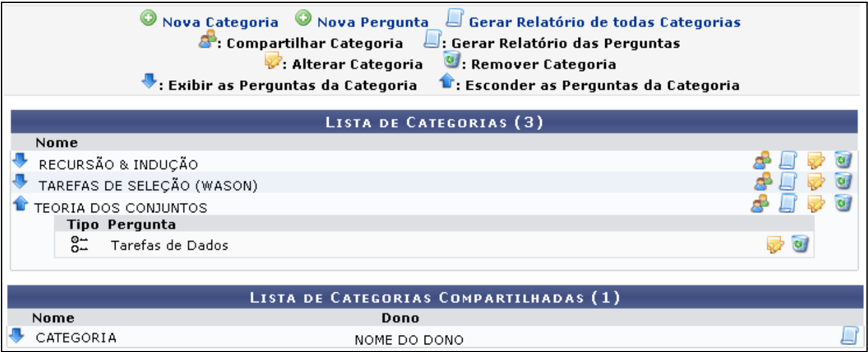 Nova Categoria Nova Pergunta Gerar Relatório de todas Categorias
: Compartilhar Categoria : Gerar Relatório das Perguntas
: Alterar Categoria : Remover Categoria
: Exibir as Perguntas da Categoria : Esconder as Perguntas da Categoria
LISTA DE CATEGORIAS (3)
Nome
RECURSÃO & INDUÇÃO
TAREFAS DE SELEÇÃO (WASON)
TEORIA DOS CONJUNTOS
Tipo Pergunta
Tarefas de Dados
LISTA DE CATEGORIAS COMPARTILHADAS (1)
Nome Dono
CATEGORIA NOME DO DONO